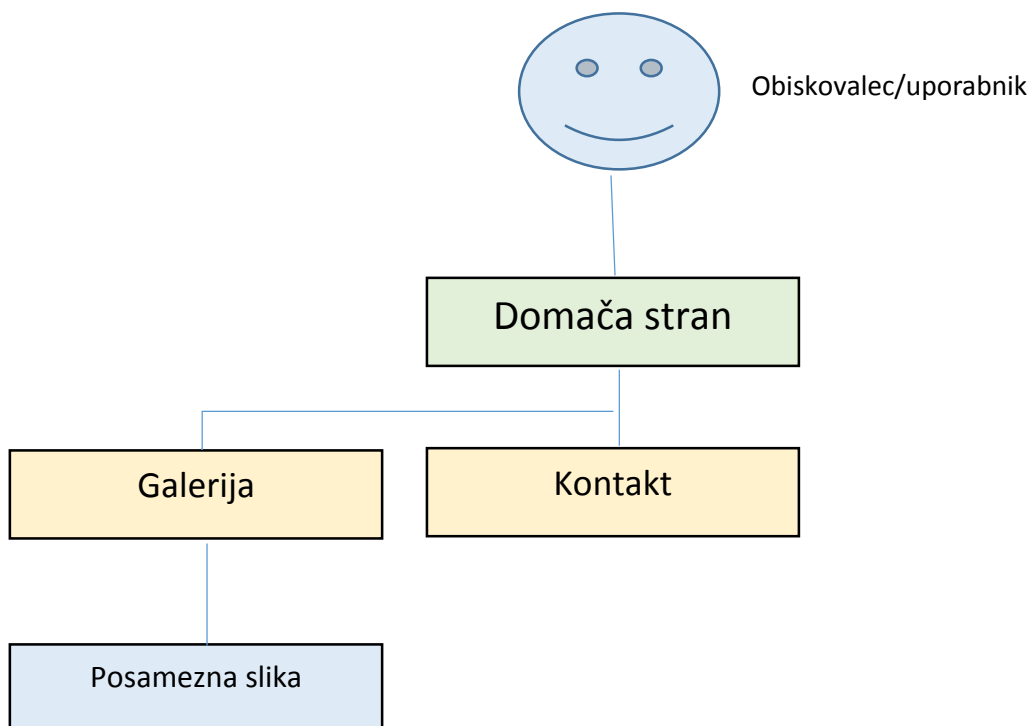 Obiskovalec/uporabnik
Domača stran
Galerija
Kontakt
Posamezna slika